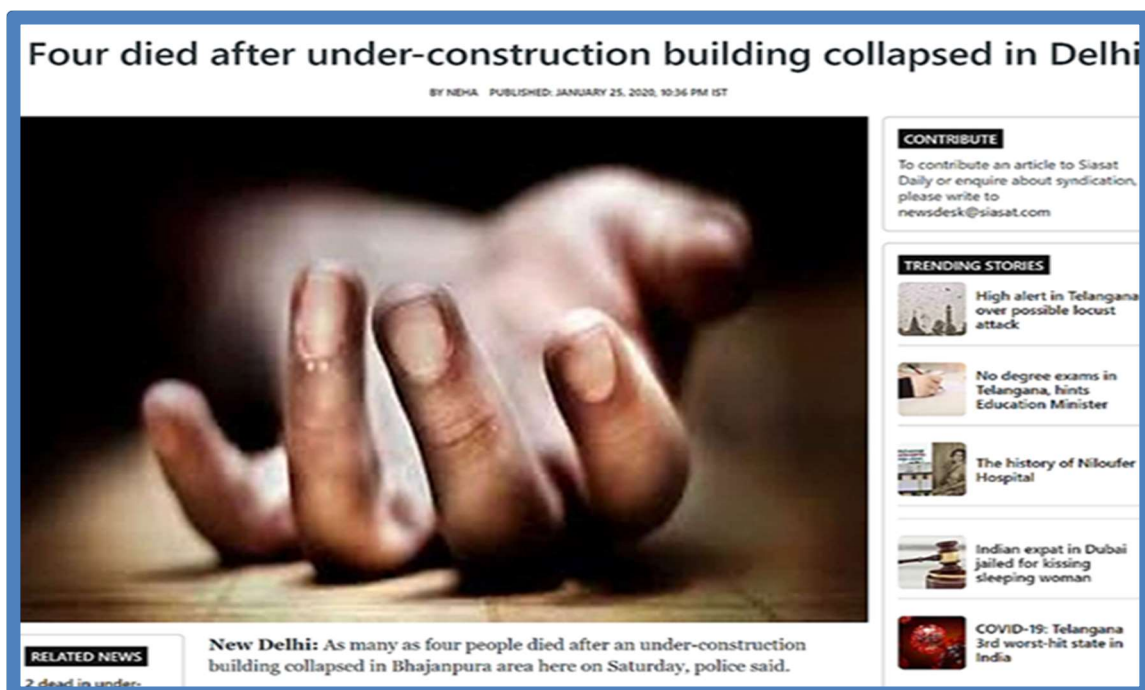 Four died after under-construction building collapsed in Delhi
BY NEHA PUBLISHED: JANUARY 25, 2020, 10:36 PM IST
CONTRIBUTE
To contribute an article to Siasat
Daily or enquire about syndication,
please write to
newsdesk@siasat.com
TRENDING STORIES
High alert in Telangana
over possible locust
attack
No degree exams in
Telangana, hints
Education Minister
The history of Niloufer
Hospital
Indian expat in Dubai
jailed for kissing
sleeping woman
COVID-19: Telangana
3rd worst-hit state in
India
New Delhi: As many as four people died after an under-construction
building collapsed in Bhajanpura area here on Saturday, police said.
RELATED NEWS
2 dead in under-